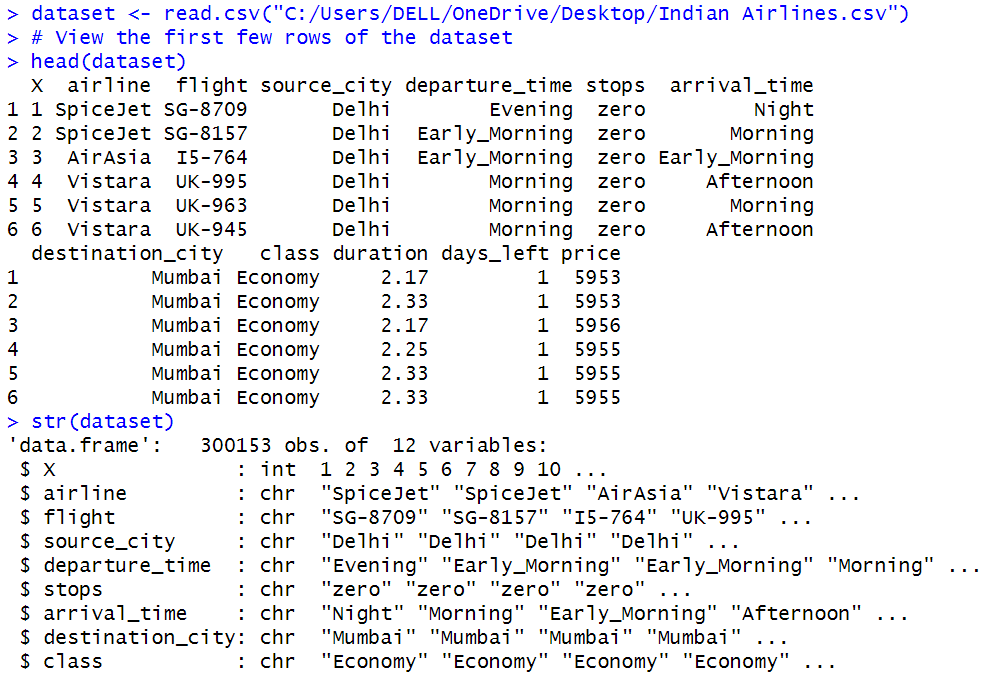 > dataset <- read.csv("C:/Users/DELL/OneDrive/Desktop/Indian Airlines.csv")
> # View the first few rows of the dataset
> head(dataset)
  X  airline  flight source_city departure_time stops  arrival_time
1 1 SpiceJet SG-8709       Delhi        Evening  zero         Night
2 2 SpiceJet SG-8157       Delhi  Early_Morning  zero       Morning
3 3  AirAsia  I5-764       Delhi  Early_Morning  zero Early_Morning
4 4  Vistara  UK-995       Delhi        Morning  zero     Afternoon
5 5  Vistara  UK-963       Delhi        Morning  zero       Morning
6 6  Vistara  UK-945       Delhi        Morning  zero     Afternoon
  destination_city   class duration days_left price
1           Mumbai Economy     2.17         1  5953
2           Mumbai Economy     2.33         1  5953
3           Mumbai Economy     2.17         1  5956
4           Mumbai Economy     2.25         1  5955
5           Mumbai Economy     2.33         1  5955
6           Mumbai Economy     2.33         1  5955
> str(dataset)
'data.frame':	300153 obs. of  12 variables:
 $ X               : int  1 2 3 4 5 6 7 8 9 10 ...
 $ airline         : chr  "SpiceJet" "SpiceJet" "AirAsia" "Vistara" ...
 $ flight          : chr  "SG-8709" "SG-8157" "I5-764" "UK-995" ...
 $ source_city     : chr  "Delhi" "Delhi" "Delhi" "Delhi" ...
 $ departure_time  : chr  "Evening" "Early_Morning" "Early_Morning" "Morning" ...
 $ stops           : chr  "zero" "zero" "zero" "zero" ...
 $ arrival_time    : chr  "Night" "Morning" "Early_Morning" "Afternoon" ...
 $ destination_city: chr  "Mumbai" "Mumbai" "Mumbai" "Mumbai" ...
 $ class           : chr  "Economy" "Economy" "Economy" "Economy" ...